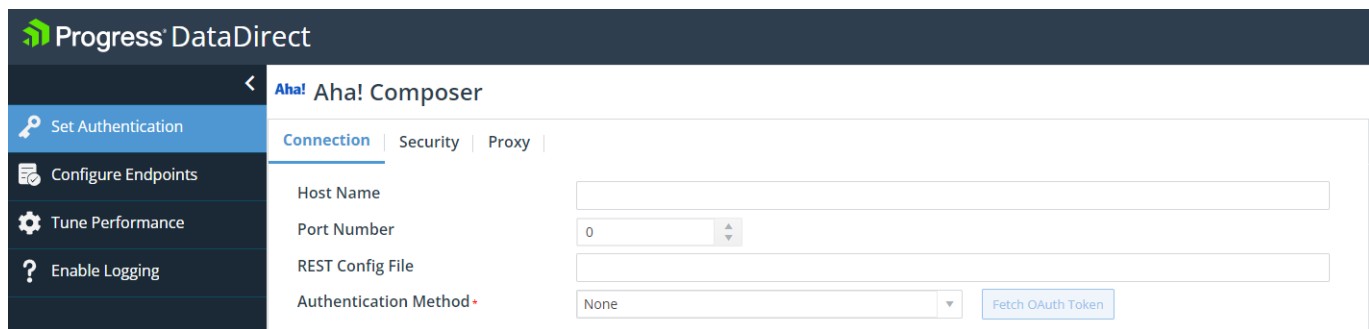 Progress DataDirect
Aha! Aha! Composer
Set Authentication
Connection Security Proxy
Configure Endpoints
Host Name
Tune Performance
Port Number 0
Enable Logging
REST Config File
Authentication Method * None Fetch OAuth Token